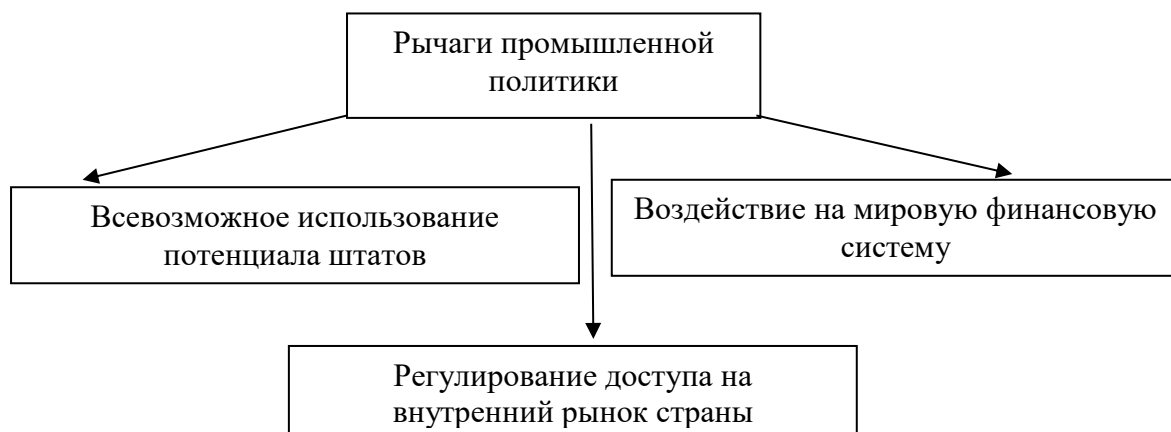 Рычаги промышленной
политики
Всевозможное использование
потенциала штатов
Воздействие на мировую финансовую
систему
Регулирование доступа на
внутренний рынок страны